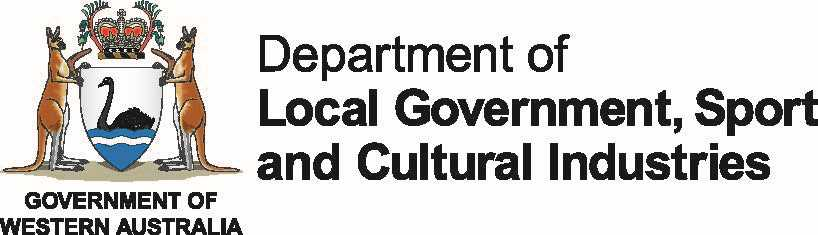 Department of
Local Government, Sport
and Cultural Industries
GOVERNMENT OF
WESTERN AUSTRALIA